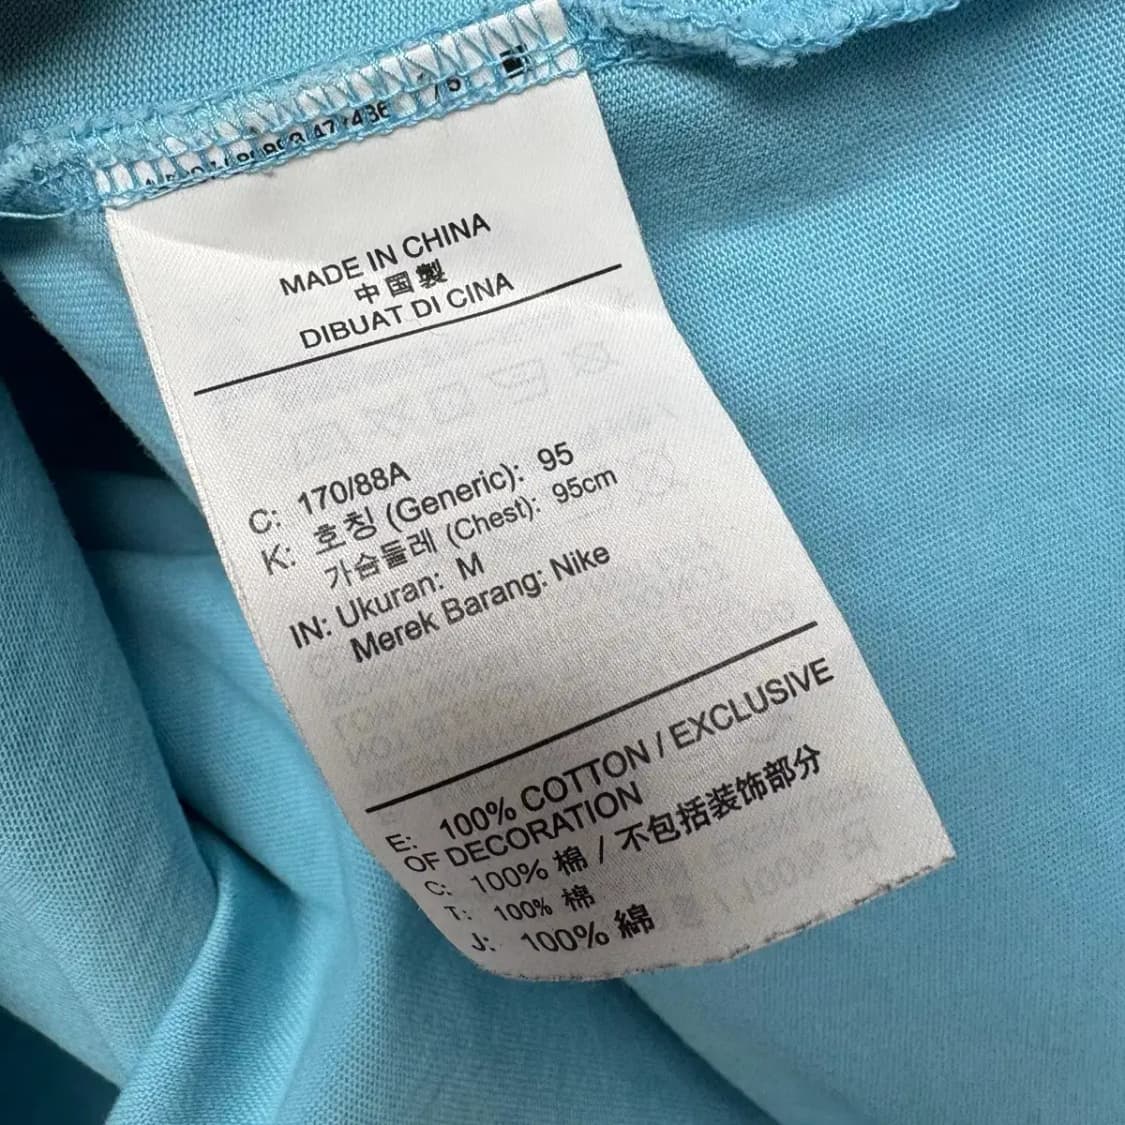 MADE IN CHINA
中国製
DIBUAT DI CINA
C: 170/88A
K: 호칭 (Generic): 95
가슴둘레 (Chest): 95cm
IN: Ukuran: M
Merek Barang: Nike
E: 100% COTTON / EXCLUSIVE
OF DECORATION
C: 100% 棉 / 不包括装饰部分
T: 100% 棉
J: 100% 綿